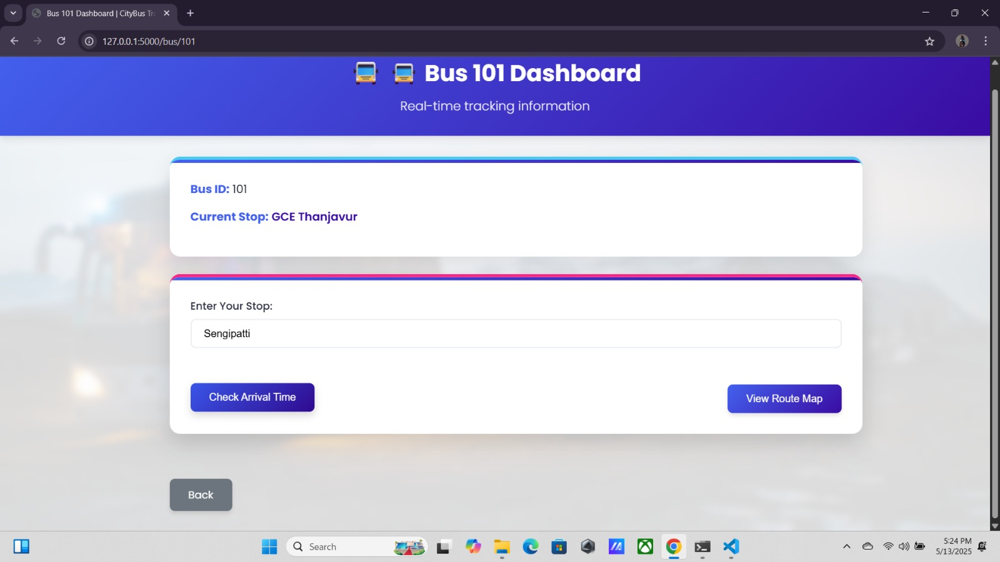 Bus 101 Dashboard | CityBus Tr
127.0.0.1:5000/bus/101
Bus 101 Dashboard
Real-time tracking information
Bus ID: 101
Current Stop: GCE Thanjavur
Enter Your Stop:
Sengipatti
Check Arrival Time
View Route Map
Back
Search
5:24 PM
5/13/2025